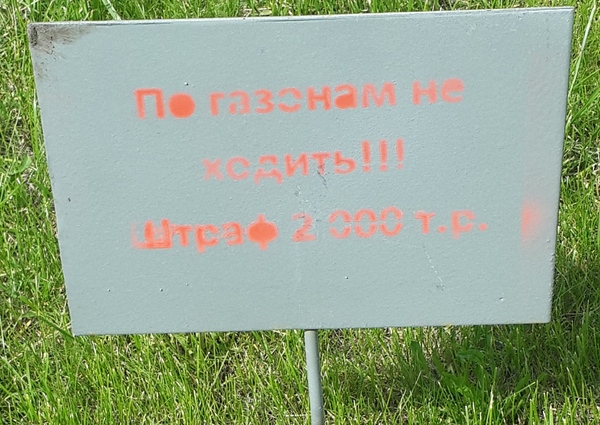 По газонам не
ходить!!!
Штраф 2 000 т.р.